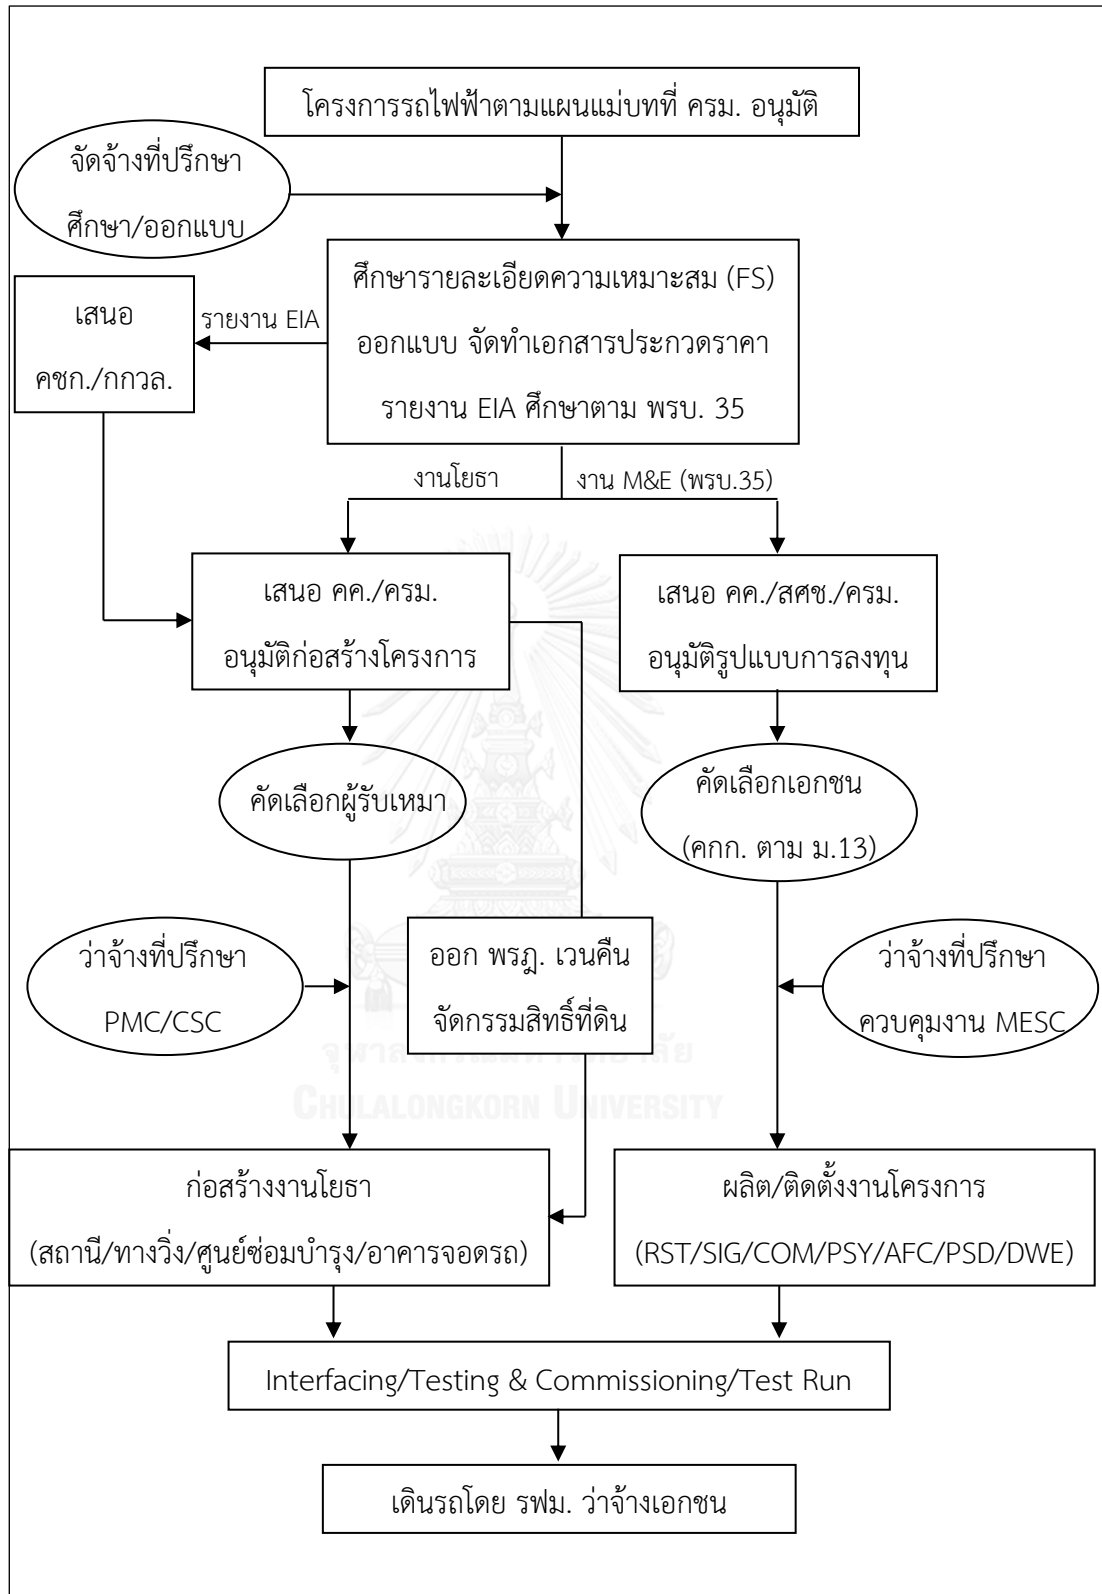 โครงการรถไฟฟ้าตามแผนแม่บทที่ ครม. อนุมัติ
จัดจ้างที่ปรึกษา
ศึกษา/ออกแบบ
ศึกษารายละเอียดความเหมาะสม (FS)
ออกแบบ จัดทำเอกสารประกวดราคา
รายงาน EIA ศึกษาตาม พรบ. 35
รายงาน EIA
เสนอ
คชก./กกวล.
งานโยธา
งาน M&E (พรบ.35)
เสนอ คค./ครม.
อนุมัติก่อสร้างโครงการ
เสนอ คค./สศช./ครม.
อนุมัติรูปแบบการลงทุน
คัดเลือกผู้รับเหมา
คัดเลือกเอกชน
(คกก. ตาม ม.13)
ว่าจ้างที่ปรึกษา
PMC/CSC
ออก พรฎ. เวนคืน
จัดกรรมสิทธิ์ที่ดิน
ว่าจ้างที่ปรึกษา
ควบคุมงาน MESC
จุฬาลงกรณ์มหาวิทยาลัย
CHULALONGKORN UNIVERSITY
ก่อสร้างงานโยธา
(สถานี/ทางวิ่ง/ศูนย์ซ่อมบำรุง/อาคารจอดรถ)
ผลิต/ติดตั้งงานโครงการ
(RST/SIG/COM/PSY/AFC/PSD/DWE)
Interfacing/Testing & Commissioning/Test Run
เดินรถโดย รฟม. ว่าจ้างเอกชน